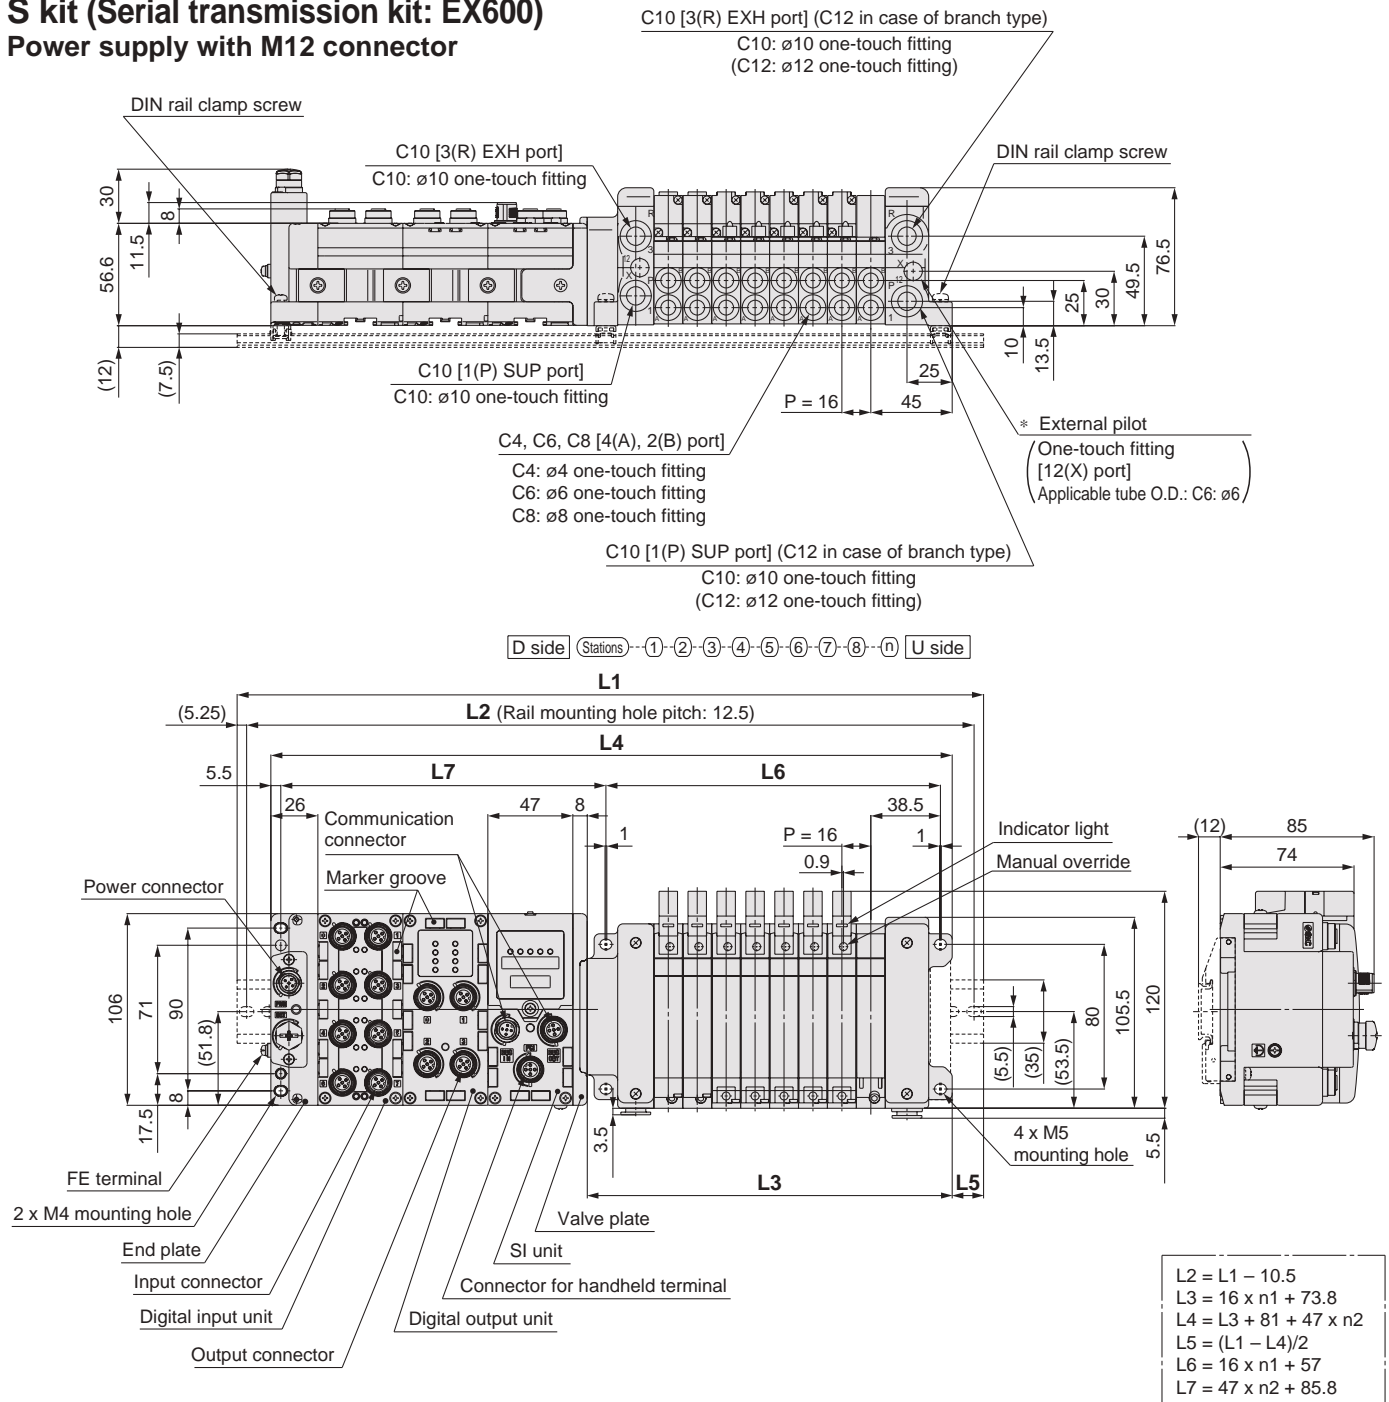 S kit (Serial transmission kit: EX600)
Power supply with M12 connector
C10 [3(R) EXH port] (C12 in case of branch type)
C10: ø10 one-touch fitting
(C12: ø12 one-touch fitting)
DIN rail clamp screw
C10 [3(R) EXH port]
C10: ø10 one-touch fitting
DIN rail clamp screw
30
11.5
8
56.6
(12)
(7.5)
R
3
12
X
P
1
R
3
X
12
P
1
76.5
49.5
30
25
13.5
10
25
P = 16
45
C10 [1(P) SUP port]
C10: ø10 one-touch fitting
C4, C6, C8 [4(A), 2(B) port]
C4: ø4 one-touch fitting
C6: ø6 one-touch fitting
C8: ø8 one-touch fitting
* External pilot
One-touch fitting
[12(X) port]
Applicable tube O.D.: C6: ø6
C10 [1(P) SUP port] (C12 in case of branch type)
C10: ø10 one-touch fitting
(C12: ø12 one-touch fitting)
D side Stations 1 2 3 4 5 6 7 8 n U side
L1
(5.25)
L2 (Rail mounting hole pitch: 12.5)
L4
5.5
L7
L6
26
Communication connector
47
8
1
P = 16
38.5
1
0.9
Indicator light
Manual override
(12)
85
74
Marker groove
Power connector
106
71
90
(51.8)
17.5
8
3.5
(5.5)
(35)
(53.5)
80
105.5
120
5.5
4 x M5
mounting hole
L3
L5
FE terminal
2 x M4 mounting hole
End plate
Input connector
Digital input unit
Output connector
Valve plate
SI unit
Connector for handheld terminal
Digital output unit
L2 = L1 – 10.5
L3 = 16 x n1 + 73.8
L4 = L3 + 81 + 47 x n2
L5 = (L1 – L4)/2
L6 = 16 x n1 + 57
L7 = 47 x n2 + 85.8